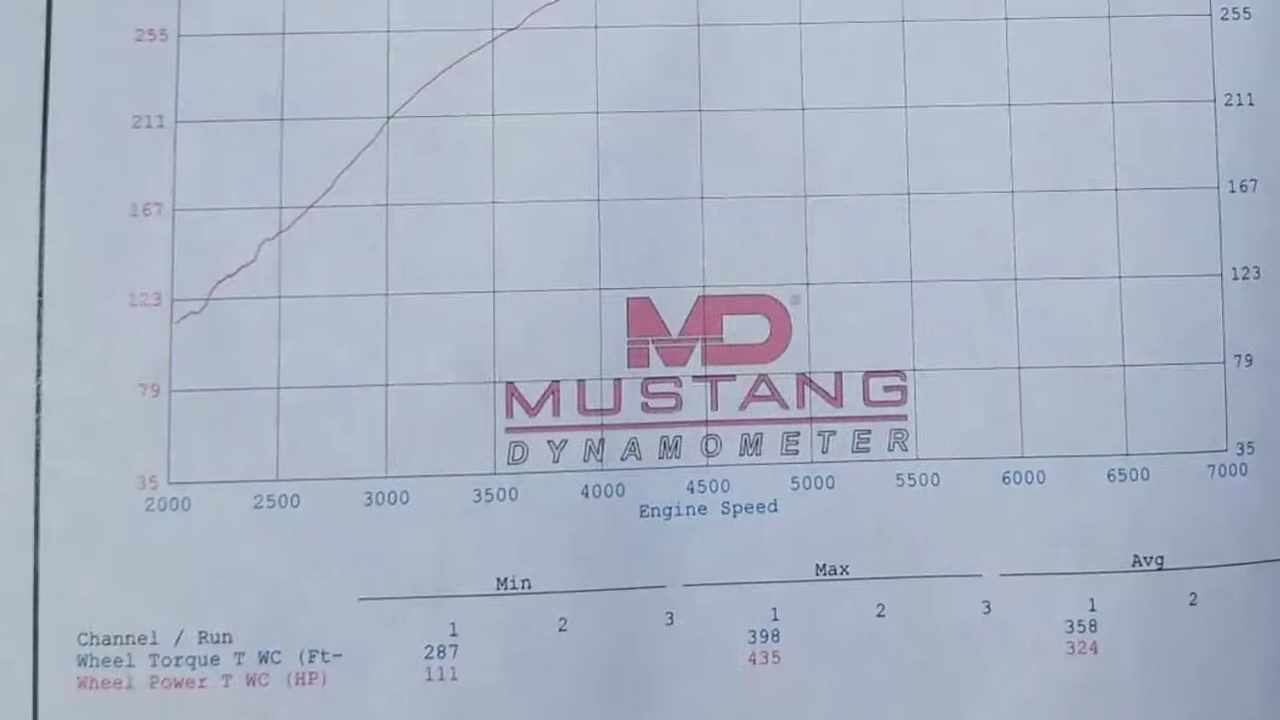 255 255
211 211
167 167
123 123
79 79
35 35
MD®
MUSTANG
DYNAMOMETER
2000 2500 3000 3500 4000 4500 5000 5500 6000 6500 7000
Engine Speed
Min Max Avg
Channel / Run 1 2 3 1 2 3 1 2
Wheel Torque T WC (Ft- 287 398 358
Wheel Power T WC (HP) 111 435 324